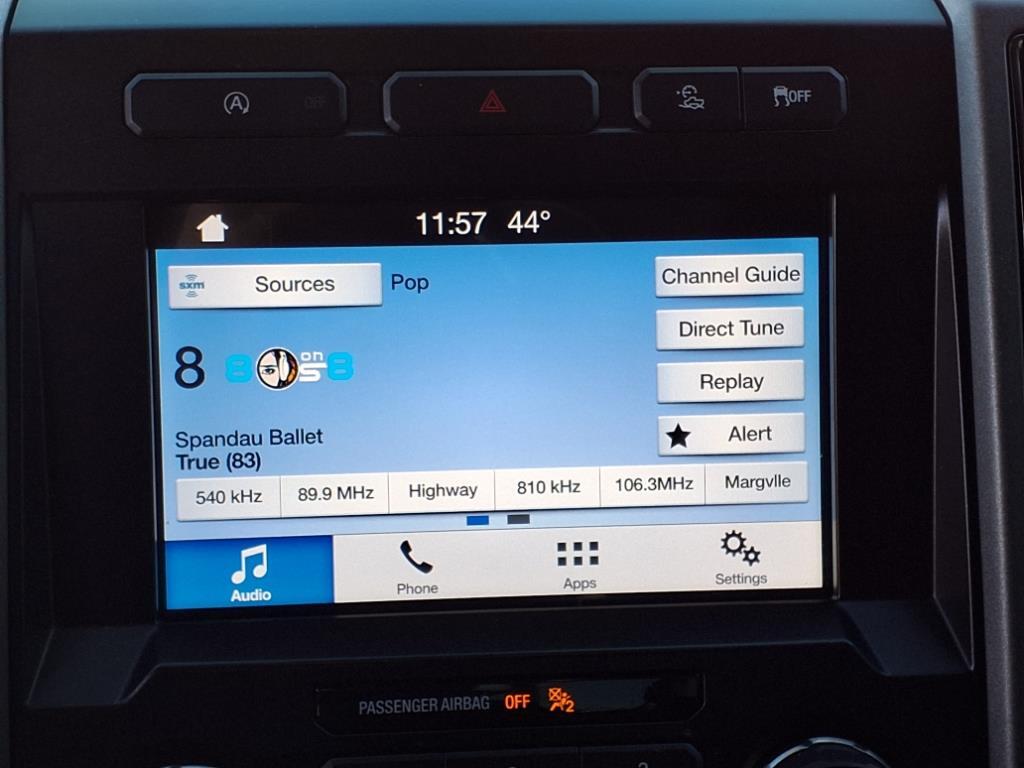 A OFF
OFF
11:57 44°
sxm Sources Pop Channel Guide
Direct Tune
8 80s on 8
Replay
Alert
Spandau Ballet
True (83)
540 kHz 89.9 MHz Highway 810 kHz 106.3MHz Margvlle
Audio Phone Apps Settings
PASSENGER AIRBAG OFF 2